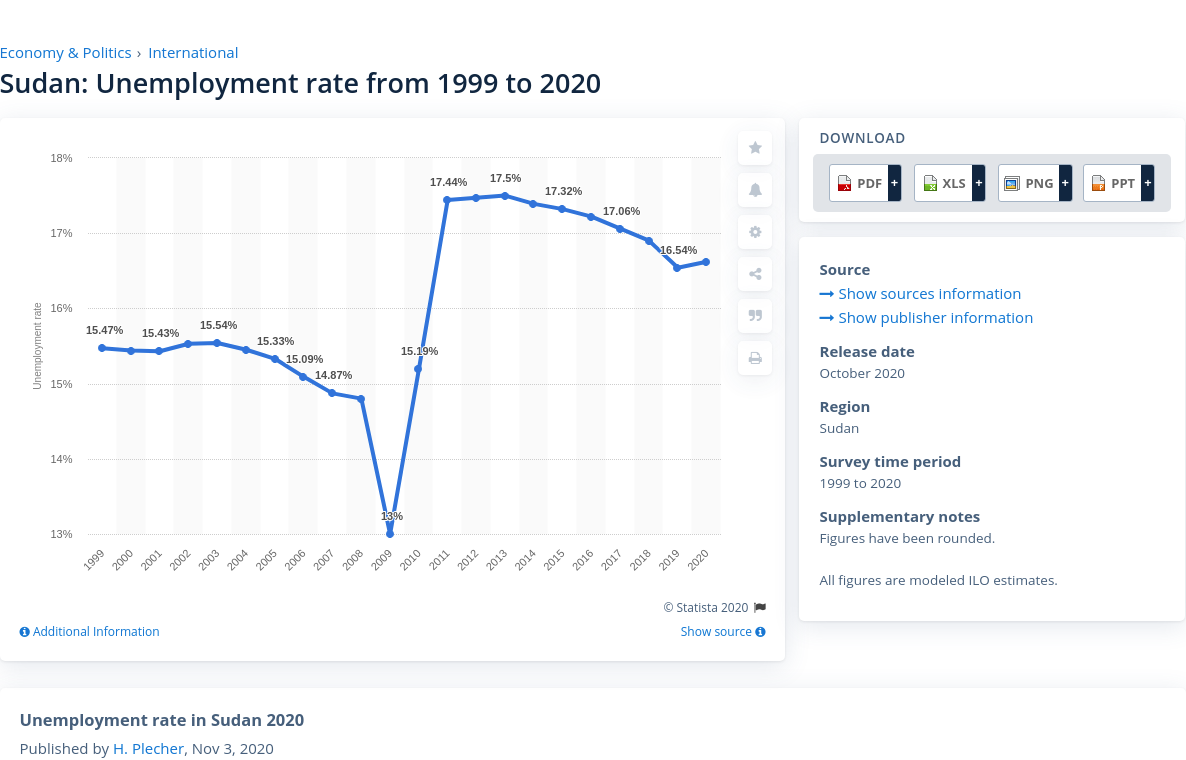 Economy & Politics › International
Sudan: Unemployment rate from 1999 to 2020
18%
17%
16%
15%
14%
13%
Unemployment rate
15.47%
15.43%
15.54%
15.33%
15.09%
14.87%
13%
15.19%
17.44%
17.5%
17.32%
17.06%
16.54%
1999
2000
2001
2002
2003
2004
2005
2006
2007
2008
2009
2010
2011
2012
2013
2014
2015
2016
2017
2018
2019
2020
© Statista 2020
Additional Information
Show source
DOWNLOAD
PDF +
XLS +
PNG +
PPT +
Source
Show sources information
Show publisher information
Release date
October 2020
Region
Sudan
Survey time period
1999 to 2020
Supplementary notes
Figures have been rounded.
All figures are modeled ILO estimates.
Unemployment rate in Sudan 2020
Published by H. Plecher, Nov 3, 2020